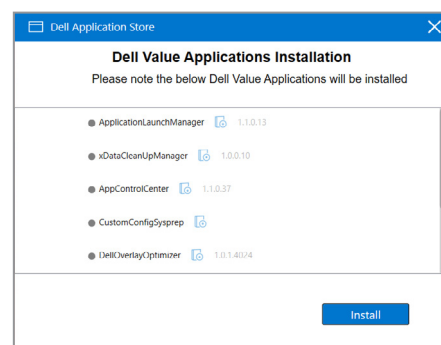 Dell Application Store
Dell Value Applications Installation
Please note the below Dell Value Applications will be installed
ApplicationLaunchManager 1.1.0.13
xDataCleanUpManager 1.0.0.10
AppControlCenter 1.1.0.37
CustomConfigSysprep
DellOverlayOptimizer 1.0.1.4024
Install